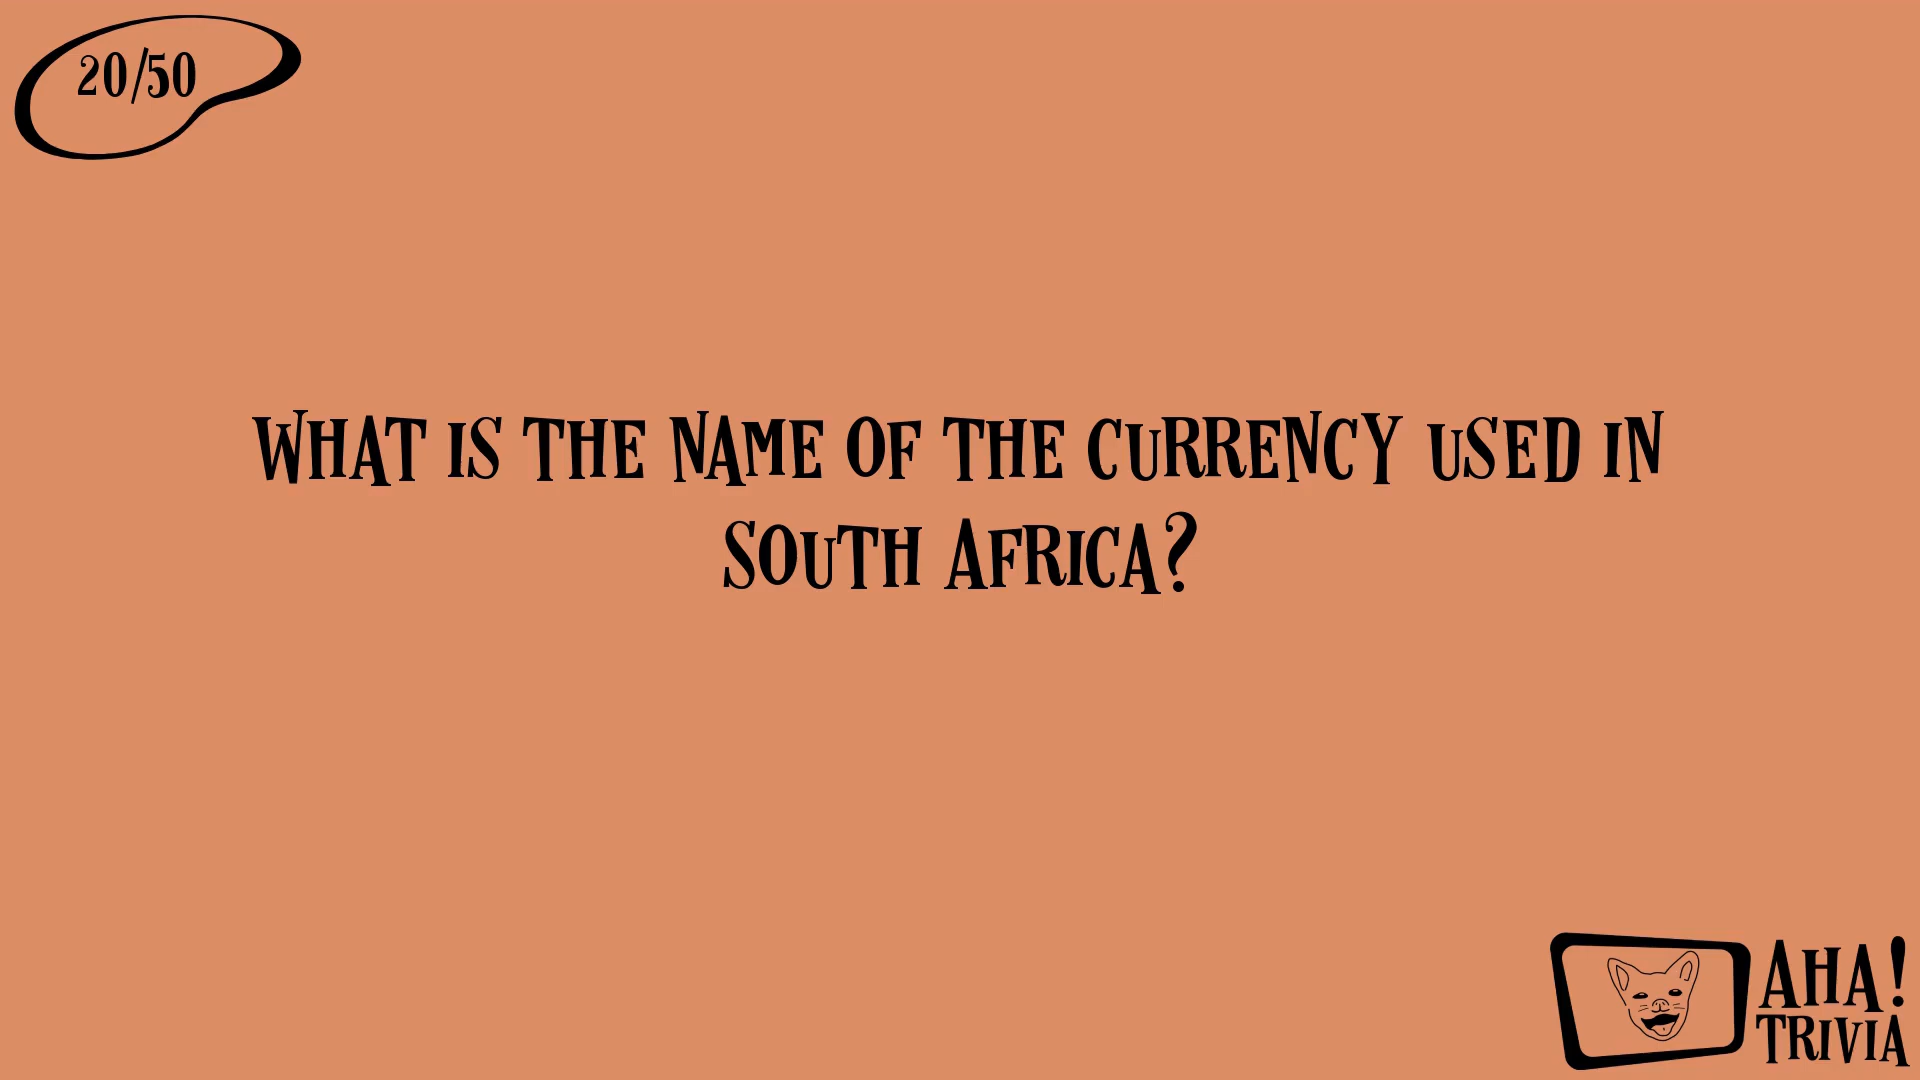 20/50
What is the name of the currency used in
South Africa?
AHA!
TRIVIA